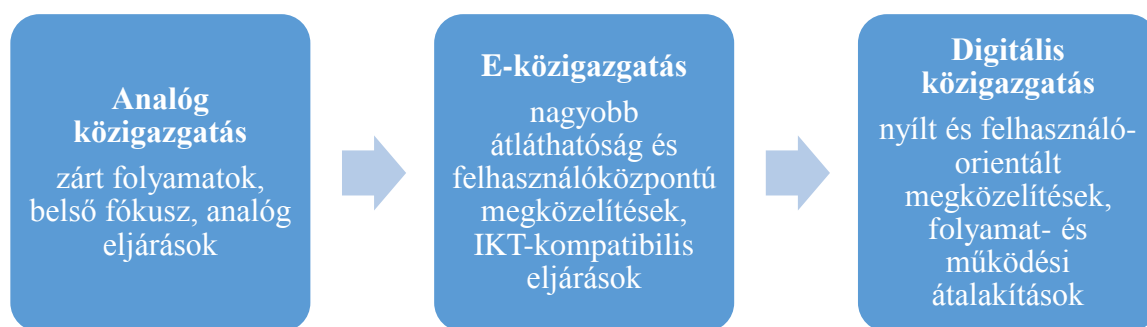 Analóg
közigazgatás
zárt folyamatok,
belső fókusz, analóg
eljárások
E-közigazgatás
nagyobb
átláthatóság és
felhasználóközpontú
megközelítések,
IKT-kompatibilis
eljárások
Digitális
közigazgatás
nyílt és felhasználó-
orientált
megközelítések,
folyamat- és
működési
átalakítások